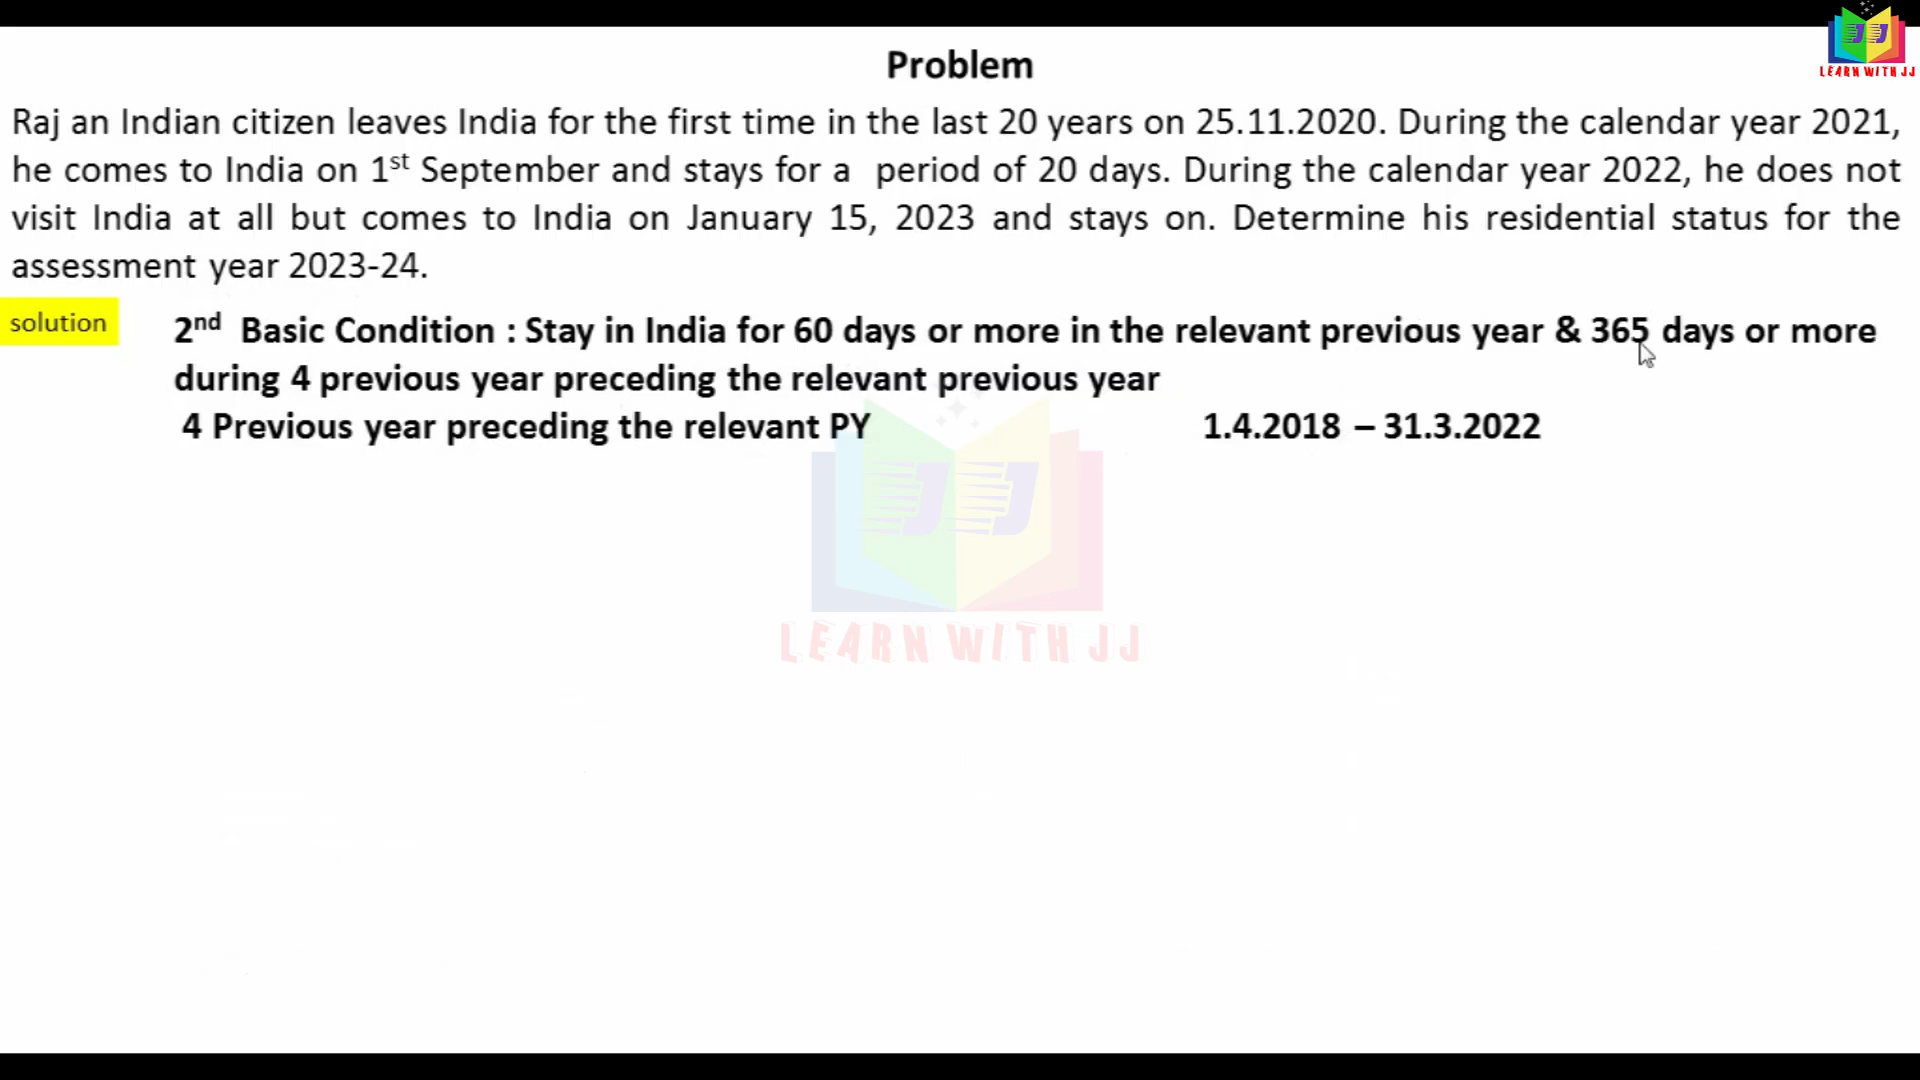 Problem
LEARN WITH JJ
Raj an Indian citizen leaves India for the first time in the last 20 years on 25.11.2020. During the calendar year 2021,
he comes to India on 1st September and stays for a period of 20 days. During the calendar year 2022, he does not
visit India at all but comes to India on January 15, 2023 and stays on. Determine his residential status for the
assessment year 2023-24.
solution
2nd Basic Condition : Stay in India for 60 days or more in the relevant previous year & 365 days or more
during 4 previous year preceding the relevant previous year
4 Previous year preceding the relevant PY 1.4.2018 – 31.3.2022
JJ
LEARN WITH JJ